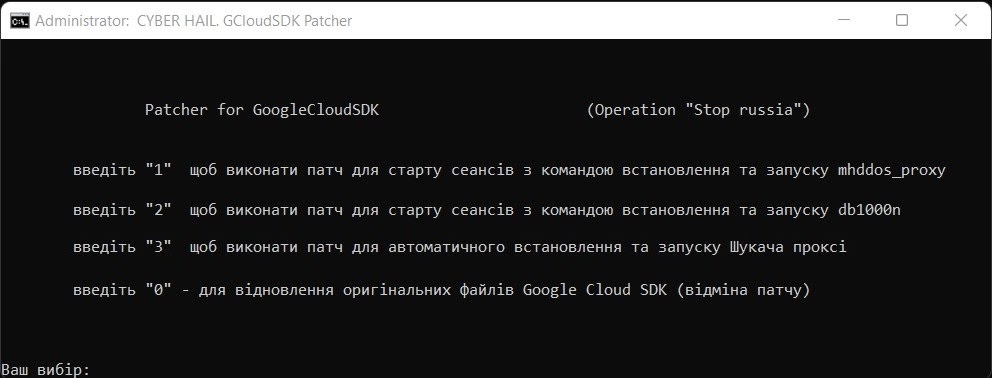 Administrator: CYBER HAIL. GCloudSDK Patcher
Patcher for GoogleCloudSDK (Operation "Stop russia")
введіть "1" щоб виконати патч для старту сеансів з командою встановлення та запуску mhddos_proxy
введіть "2" щоб виконати патч для старту сеансів з командою встановлення та запуску db1000n
введіть "3" щоб виконати патч для автоматичного встановлення та запуску Шукача проксі
введіть "0" - для відновлення оригінальних файлів Google Cloud SDK (відміна патчу)
Ваш вибір: